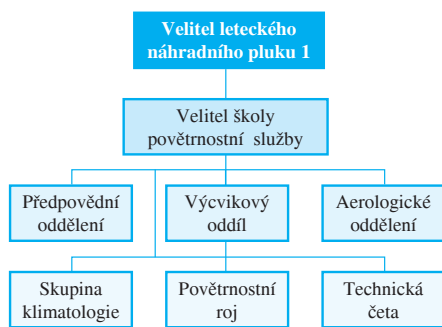 Velitel leteckého
náhradního pluku 1
Velitel školy
povětrnostní služby
Předpovědní
oddělení
Výcvikový
oddíl
Aerologické
oddělení
Skupina
klimatologie
Povětrnostní
roj
Technická
četa